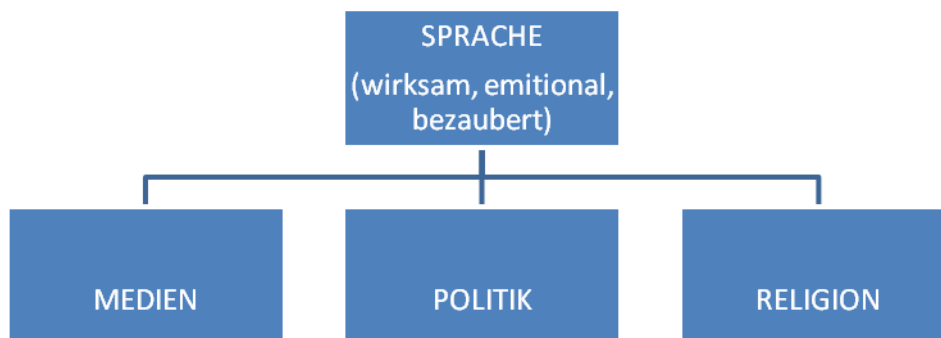 SPRACHE
(wirksam, emitional,
bezaubert)
MEDIEN
POLITIK
RELIGION